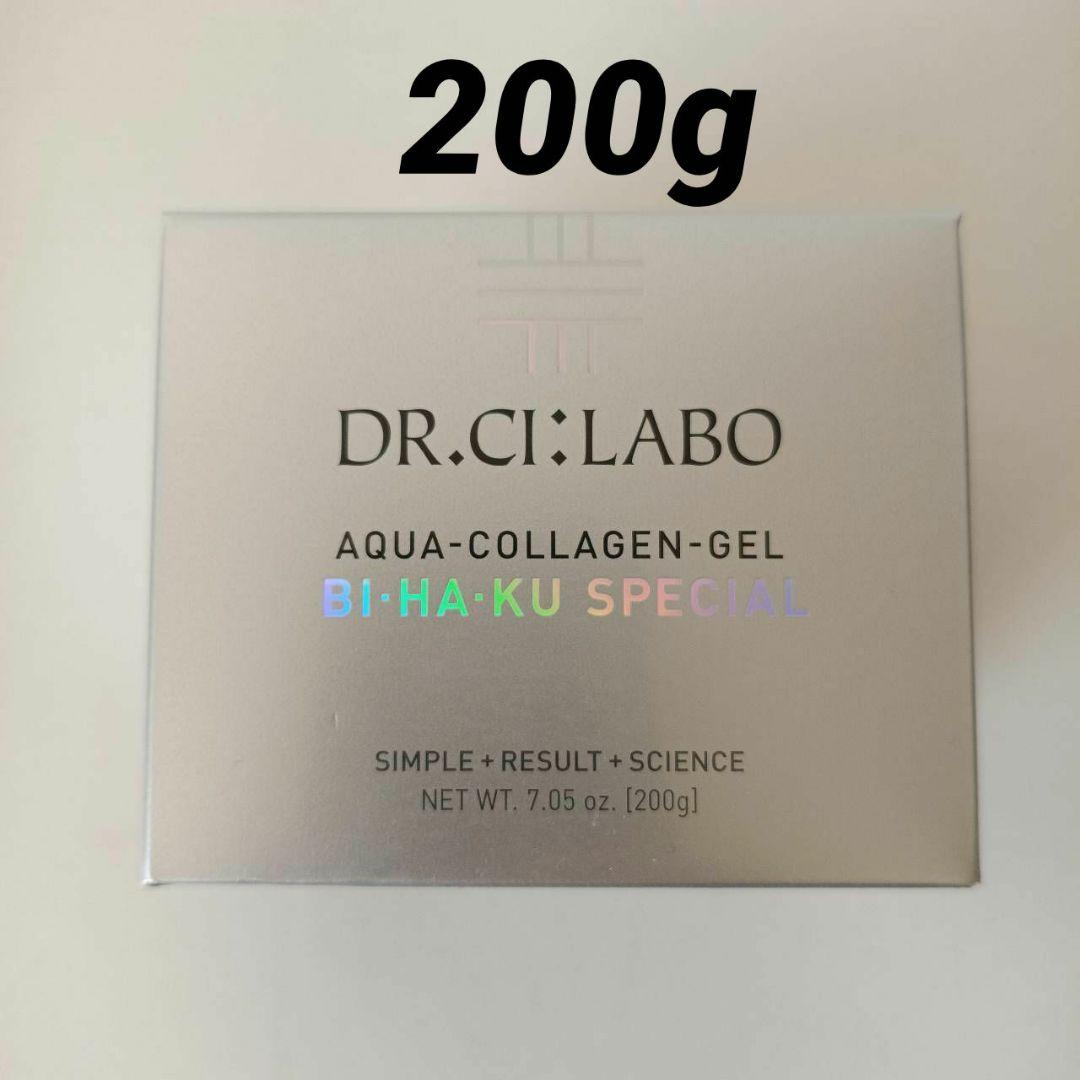 200g
DR.CI:LABO
AQUA-COLLAGEN-GEL
BI·HA·KU SPECIAL
SIMPLE + RESULT + SCIENCE
NET WT. 7.05 oz. [200g]